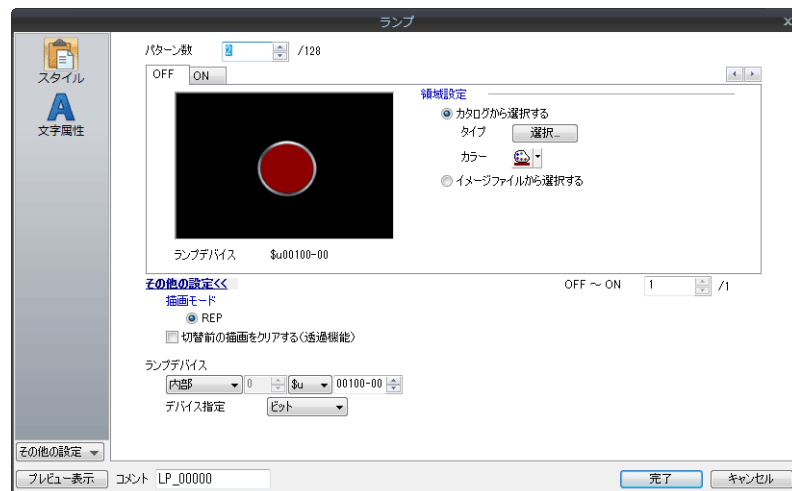 ランプ
スタイル
文字属性
パターン数 2 /128
OFF ON
領域設定
カタログから選択する
タイプ 選択...
カラー
イメージファイルから選択する
ランプデバイス $u00100-00
その他の設定<<
OFF ～ ON 1 /1
描画モード
REP
切替前の描画をクリアする(透過機能)
ランプデバイス
内部 0 $u 00100-00
デバイス指定 ビット
その他の設定
プレビュー表示 コメント LP_00000 完了 キャンセル